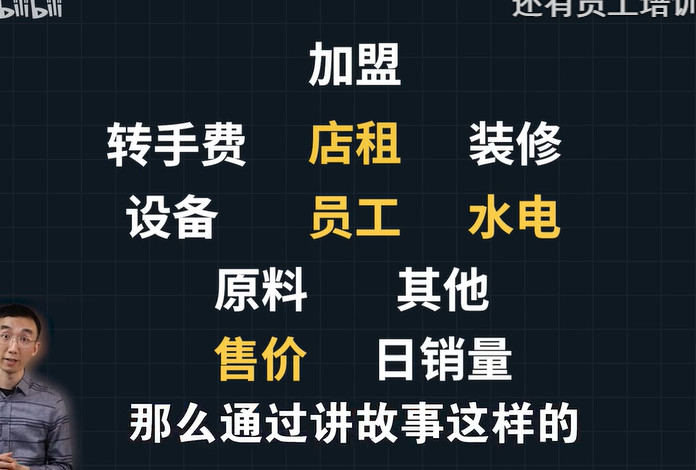 bilibili
还有员工培训
加盟
转手费 店租 装修
设备 员工 水电
原料 其他
售价 日销量
那么通过讲故事这样的